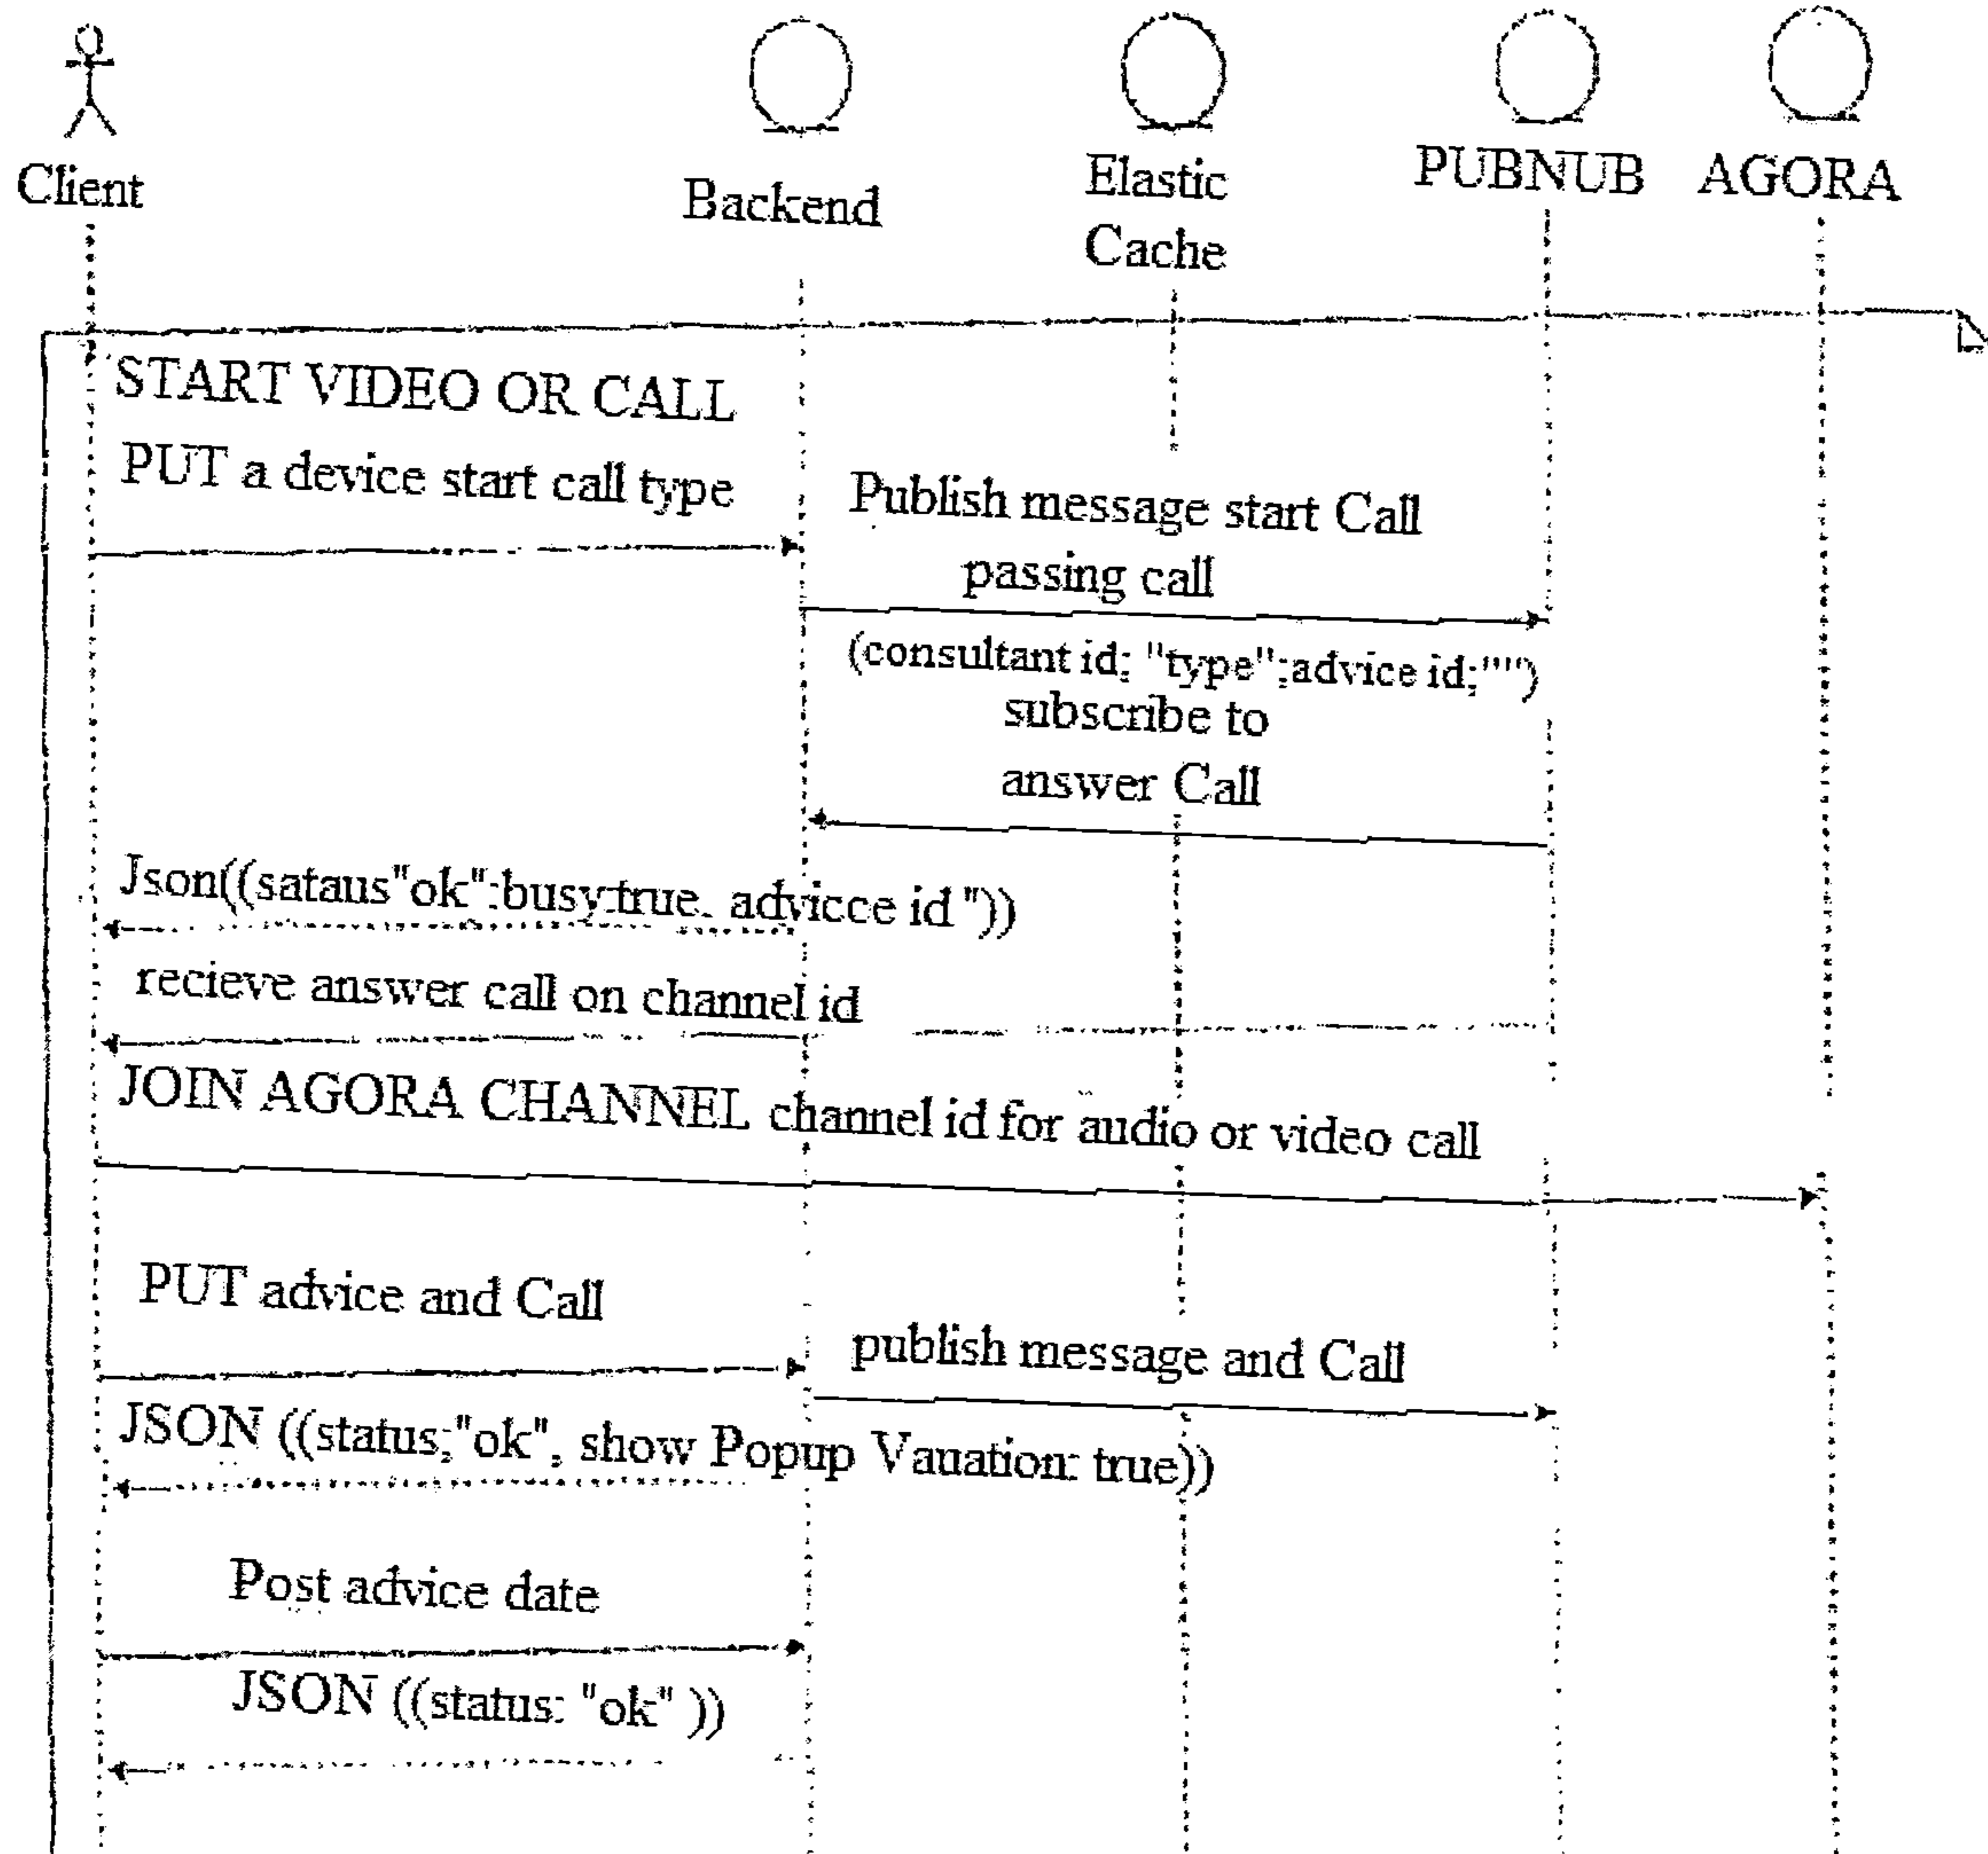 Client
Backend
Elastic
Cache
PUBNUB
AGORA
START VIDEO OR CALL
PUT a device start call type
Publish message start Call
passing call
(consultant id; "type";advice id;"")
subscribe to
answer Call
Json((sataus"ok":busy:true. advicce id "))
recieve answer call on channel id
JOIN AGORA CHANNEL channel id for audio or video call
PUT advice and Call
publish message and Call
JSON ((status;"ok", show Popup Vauation: true))
Post advice date
JSON ((status: "ok" ))